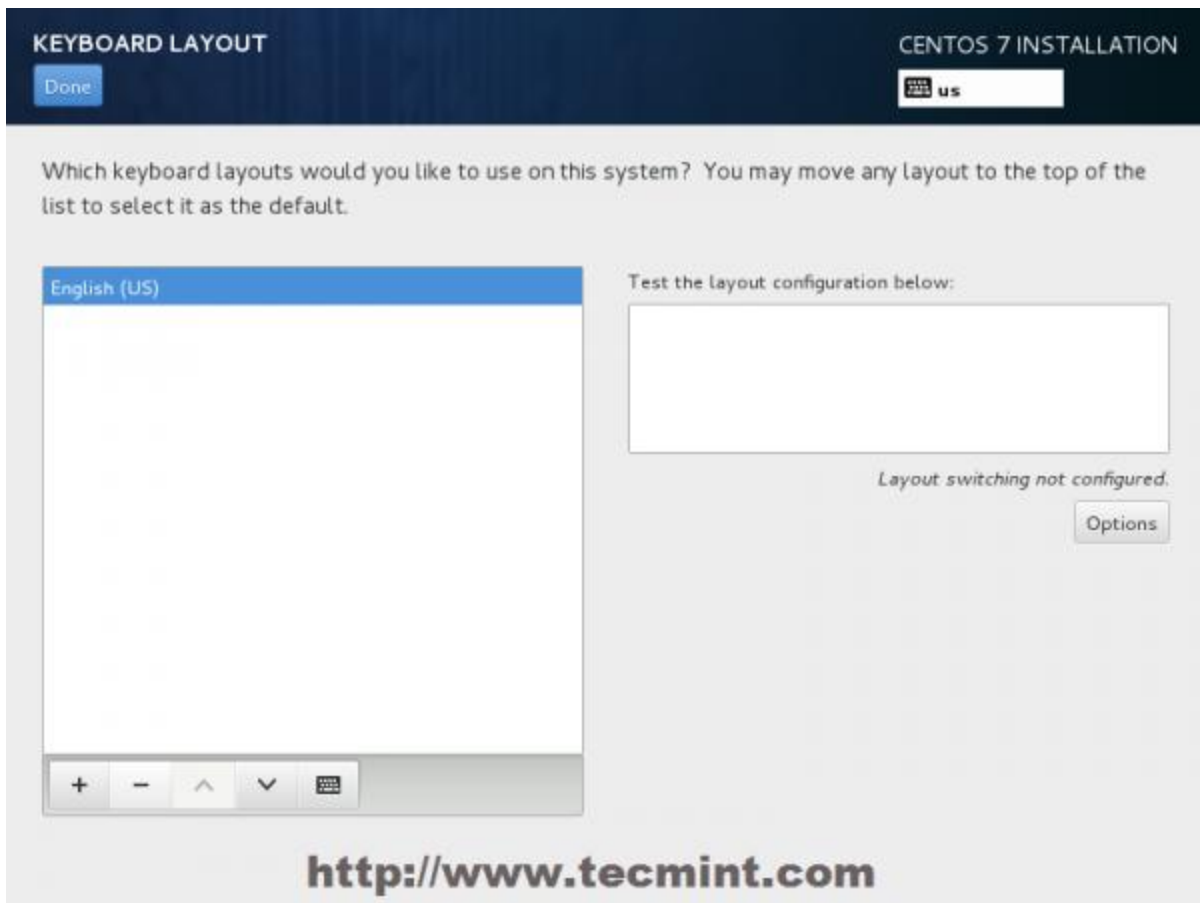 KEYBOARD LAYOUT
CENTOS 7 INSTALLATION
Done
us
Which keyboard layouts would you like to use on this system? You may move any layout to the top of the
list to select it as the default.
English (US)
Test the layout configuration below:
Layout switching not configured.
Options
http://www.tecmint.com